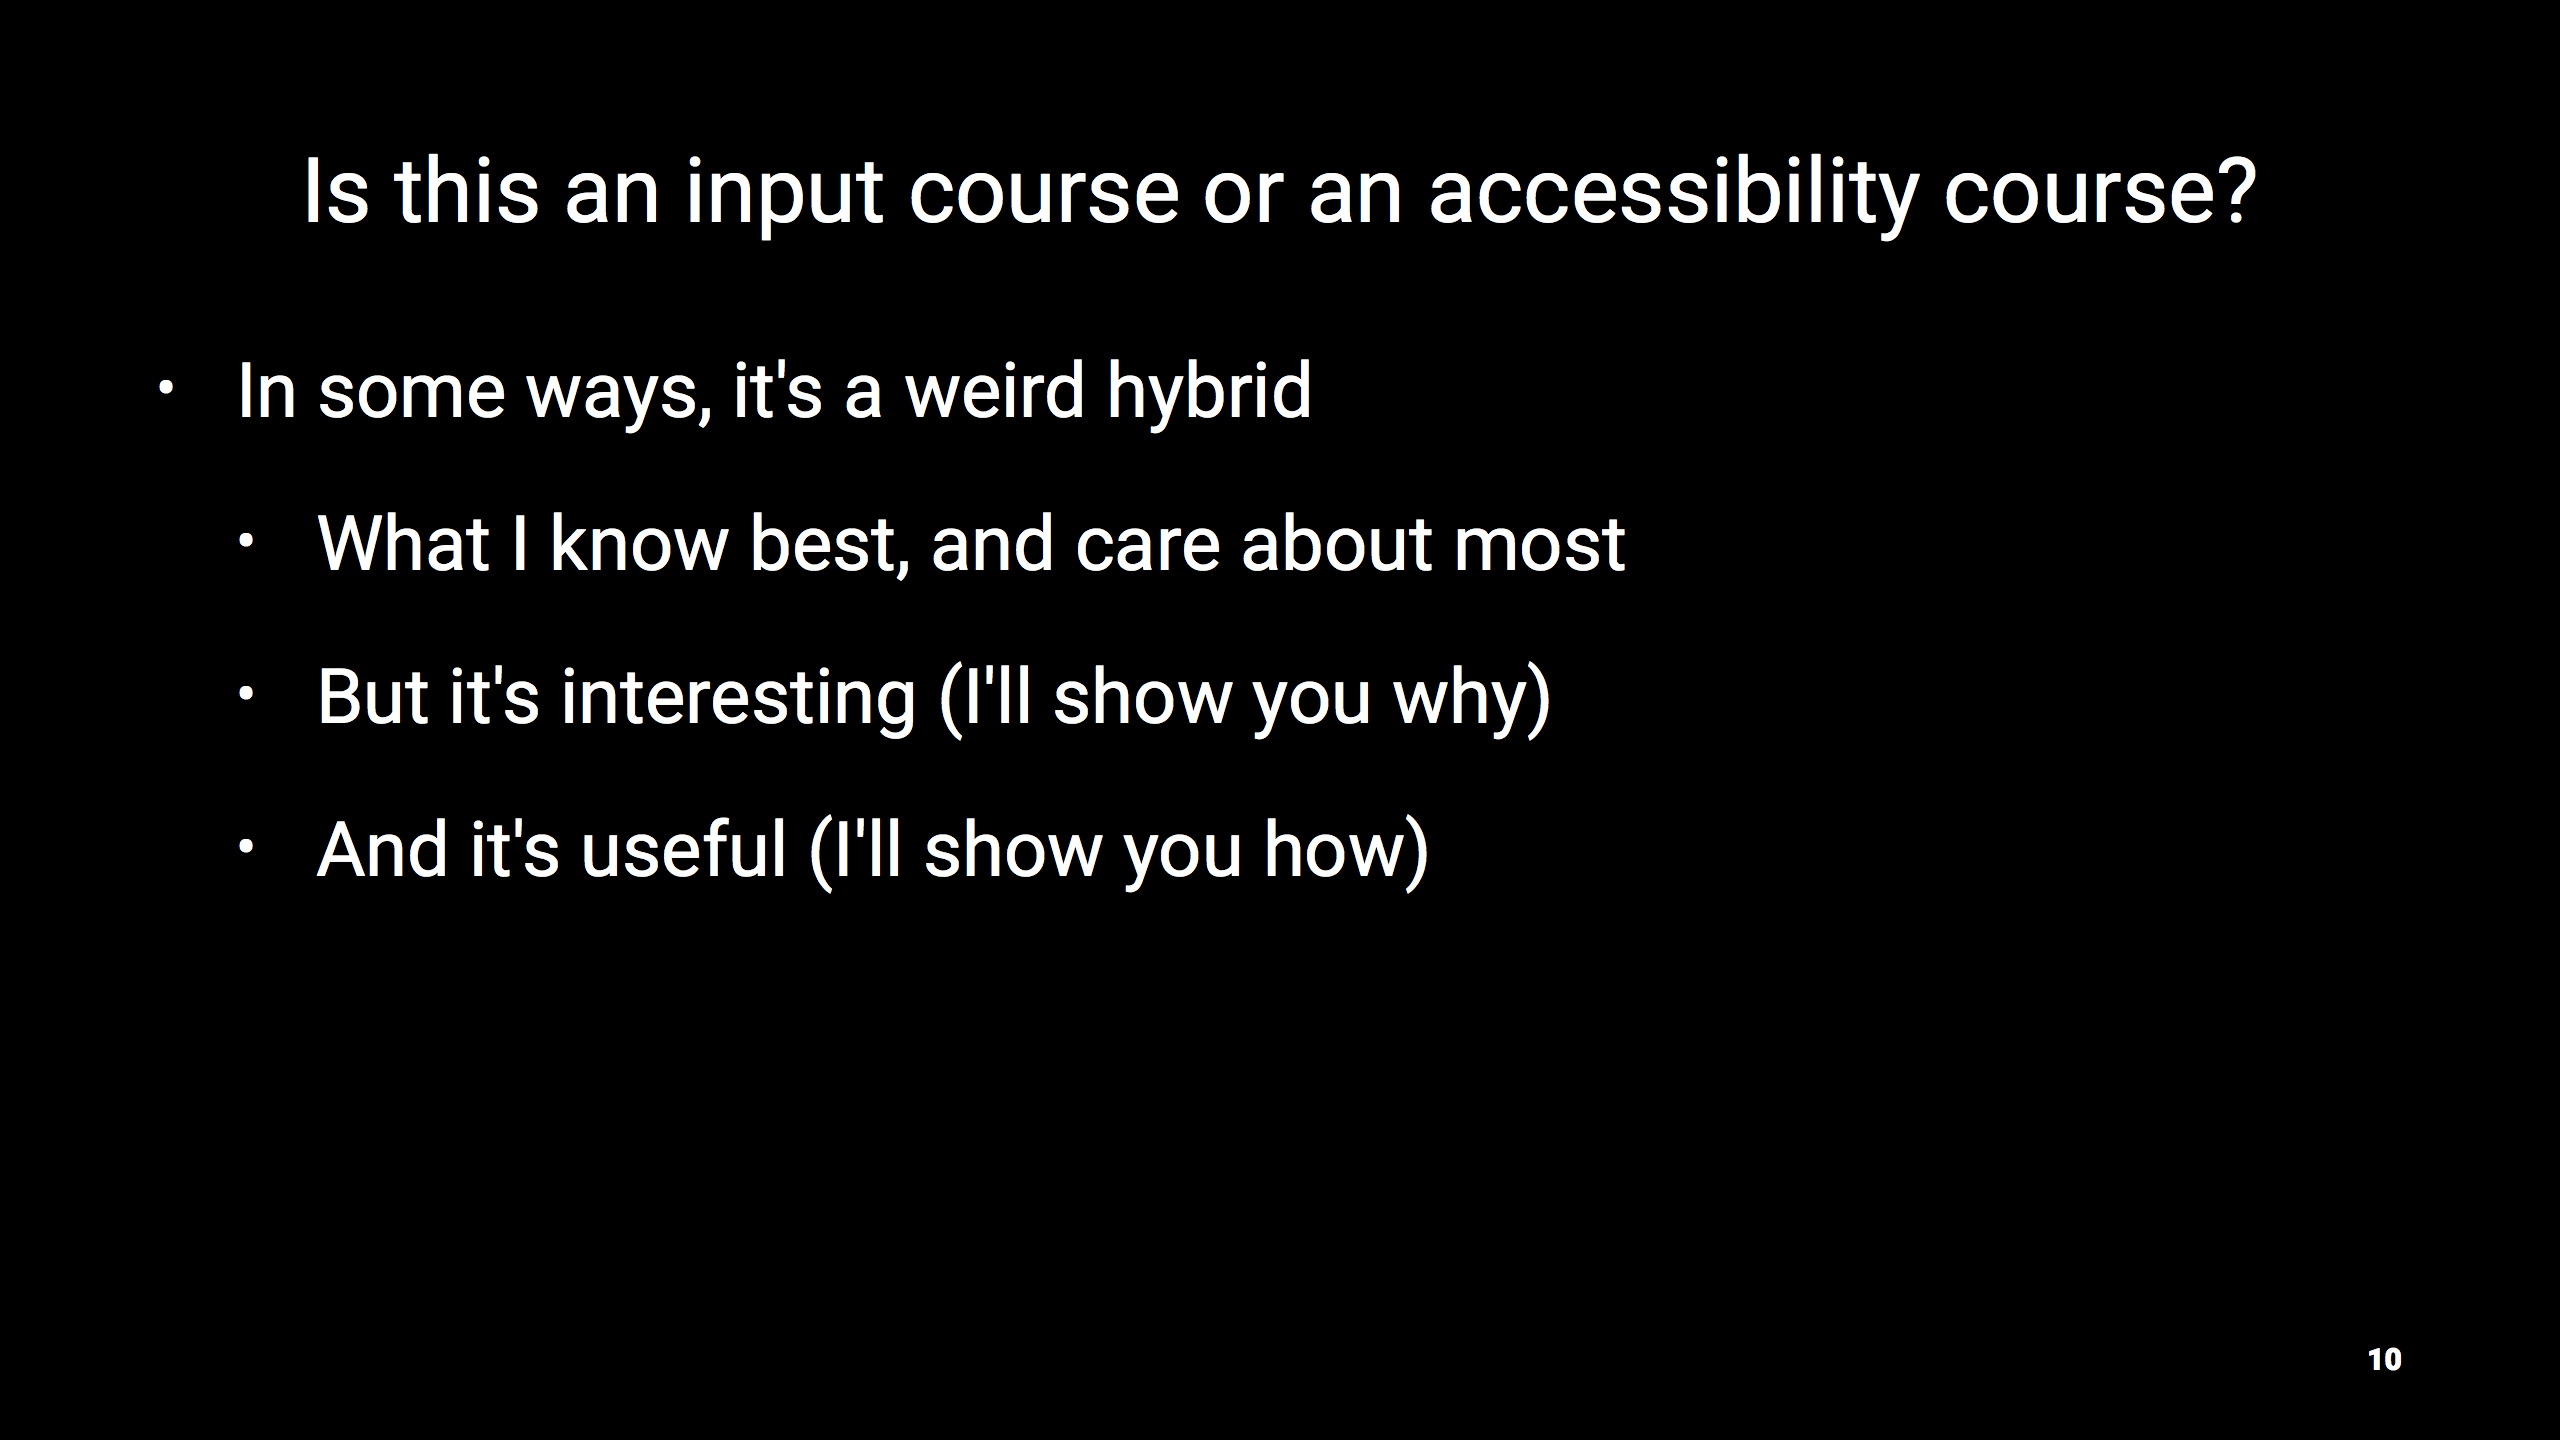 Is this an input course or an accessibility course?
• In some ways, it's a weird hybrid
• What I know best, and care about most
• But it's interesting (I'll show you why)
• And it's useful (I'll show you how)
10